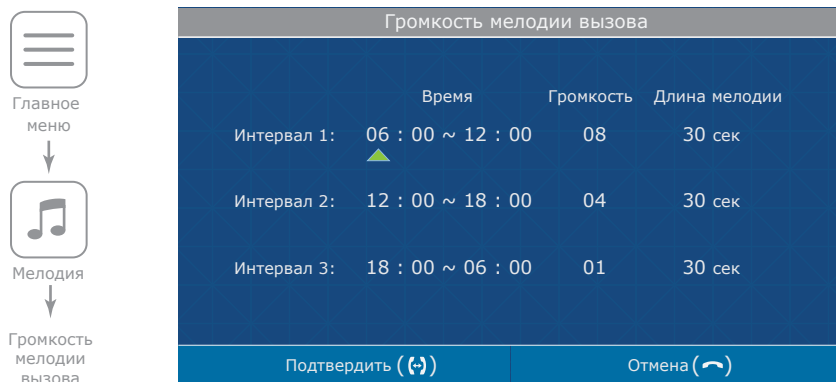 Громкость мелодии вызова
Главное
меню
Мелодия
Громкость
мелодии
вызова
Время Громкость Длина мелодии
Интервал 1: 06 : 00 ~ 12 : 00 08 30 сек
Интервал 2: 12 : 00 ~ 18 : 00 04 30 сек
Интервал 3: 18 : 00 ~ 06 : 00 01 30 сек
Подтвердить () Отмена ()